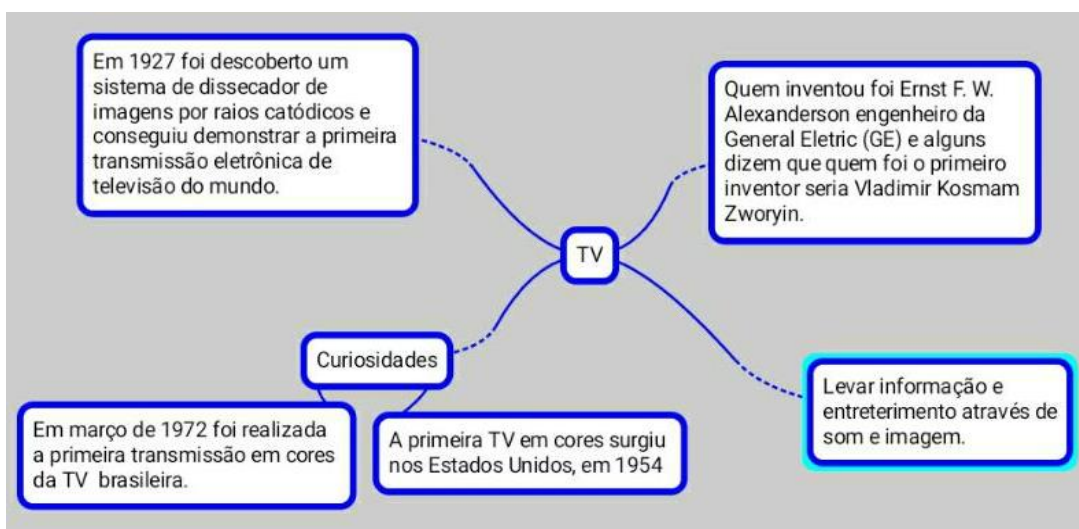 Em 1927 foi descoberto um
sistema de dissecador de
imagens por raios catódicos e
conseguiu demonstrar a primeira
transmissão eletrônica de
televisão do mundo.
Quem inventou foi Ernst F. W.
Alexanderson engenheiro da
General Eletric (GE) e alguns
dizem que quem foi o primeiro
inventor seria Vladimir Kosmam
Zworyin.
TV
Curiosidades
Em março de 1972 foi realizada
a primeira transmissão em cores
da TV brasileira.
A primeira TV em cores surgiu
nos Estados Unidos, em 1954
Levar informação e
entreterimento através de
som e imagem.